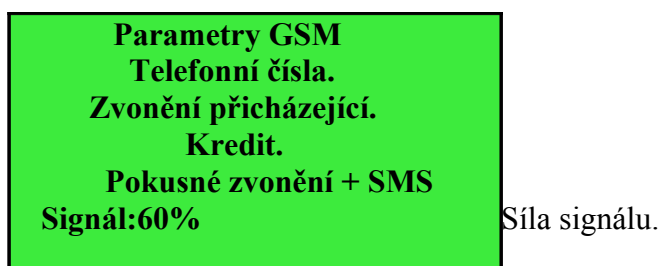 Parametry GSM
Telefonní čísla.
Zvonění přicházející.
Kredit.
Pokusné zvonění + SMS
Signál:60% Síla signálu.